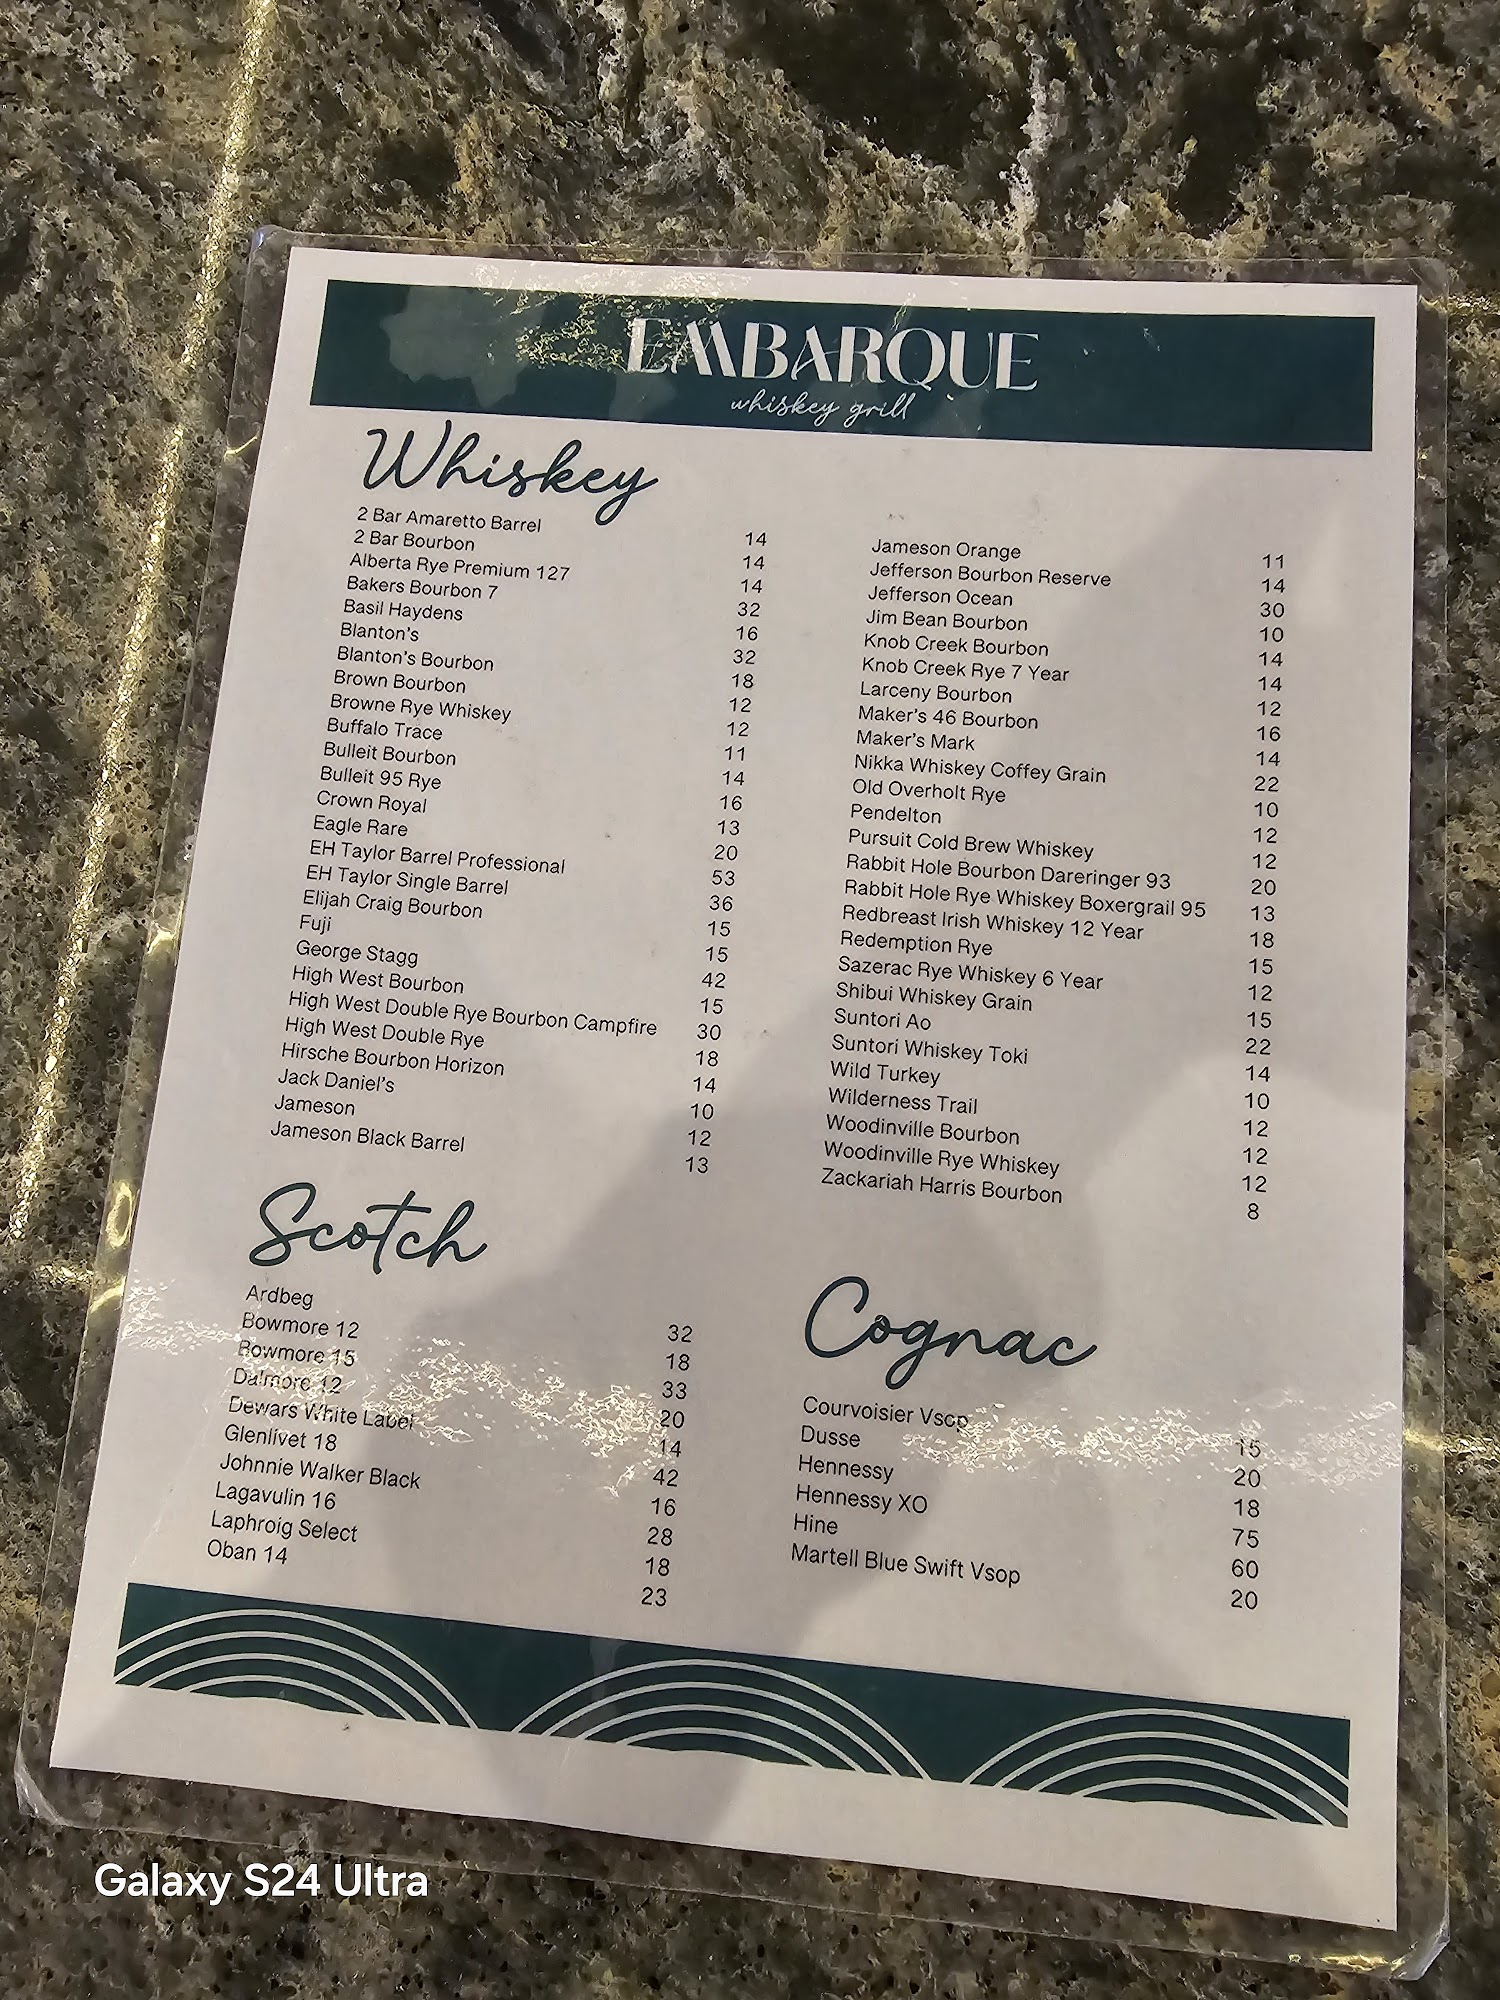 EMBARQUE
whiskey grill
Whiskey
2 Bar Amaretto Barrel 14
2 Bar Bourbon 14
Alberta Rye Premium 127 14
Bakers Bourbon 7 32
Basil Haydens 16
Blanton's 32
Blanton's Bourbon 18
Brown Bourbon 12
Browne Rye Whiskey 12
Buffalo Trace 11
Bulleit Bourbon 14
Bulleit 95 Rye 16
Crown Royal 13
Eagle Rare 20
EH Taylor Barrel Professional 53
EH Taylor Single Barrel 36
Elijah Craig Bourbon 15
Fuji 15
George Stagg 42
High West Bourbon 15
High West Double Rye Bourbon Campfire 30
High West Double Rye 18
Hirsche Bourbon Horizon 14
Jack Daniel's 10
Jameson 12
Jameson Black Barrel 13
Jameson Orange 11
Jefferson Bourbon Reserve 14
Jefferson Ocean 30
Jim Bean Bourbon 10
Knob Creek Bourbon 14
Knob Creek Rye 7 Year 14
Larceny Bourbon 12
Maker's 46 Bourbon 16
Maker's Mark 14
Nikka Whiskey Coffey Grain 22
Old Overholt Rye 10
Pendelton 12
Pursuit Cold Brew Whiskey 12
Rabbit Hole Bourbon Dareringer 93 20
Rabbit Hole Rye Whiskey Boxergrail 95 13
Redbreast Irish Whiskey 12 Year 18
Redemption Rye 15
Sazerac Rye Whiskey 6 Year 12
Shibui Whiskey Grain 15
Suntori Ao 22
Suntori Whiskey Toki 14
Wild Turkey 10
Wilderness Trail 12
Woodinville Bourbon 12
Woodinville Rye Whiskey 12
Zackariah Harris Bourbon 8
Scotch
Ardbeg 32
Bowmore 12 18
Bowmore 15 33
Dalmore 12 20
Dewars White Label 14
Glenlivet 18 42
Johnnie Walker Black 16
Lagavulin 16 28
Laphroig Select 18
Oban 14 23
Cognac
Courvoisier Vsop 15
Dusse 20
Hennessy 18
Hennessy XO 75
Hine 60
Martell Blue Swift Vsop 20
Galaxy S24 Ultra